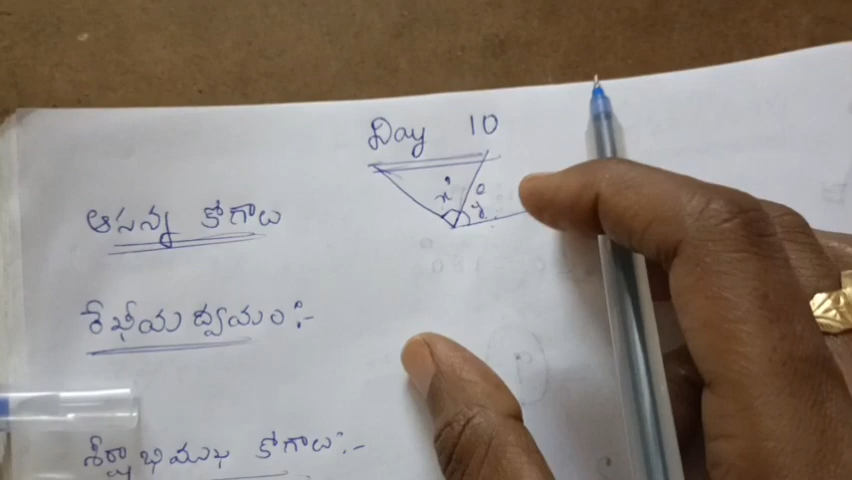 Day 10
x° y°
ఆసన్న కోణాలు
రేఖీయ ద్వయం :-
శీర్షాభిముఖ కోణాలు :-